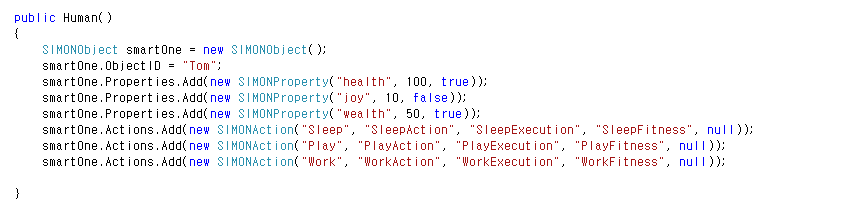 public Human()
{
    SIMONObject smartOne = new SIMONObject();
    smartOne.ObjectID = "Tom";
    smartOne.Properties.Add(new SIMONProperty("health", 100, true));
    smartOne.Properties.Add(new SIMONProperty("joy", 10, false));
    smartOne.Properties.Add(new SIMONProperty("wealth", 50, true));
    smartOne.Actions.Add(new SIMONAction("Sleep", "SleepAction", "SleepExecution", "SleepFitness", null));
    smartOne.Actions.Add(new SIMONAction("Play", "PlayAction", "PlayExecution", "PlayFitness", null));
    smartOne.Actions.Add(new SIMONAction("Work", "WorkAction", "WorkExecution", "WorkFitness", null));
}